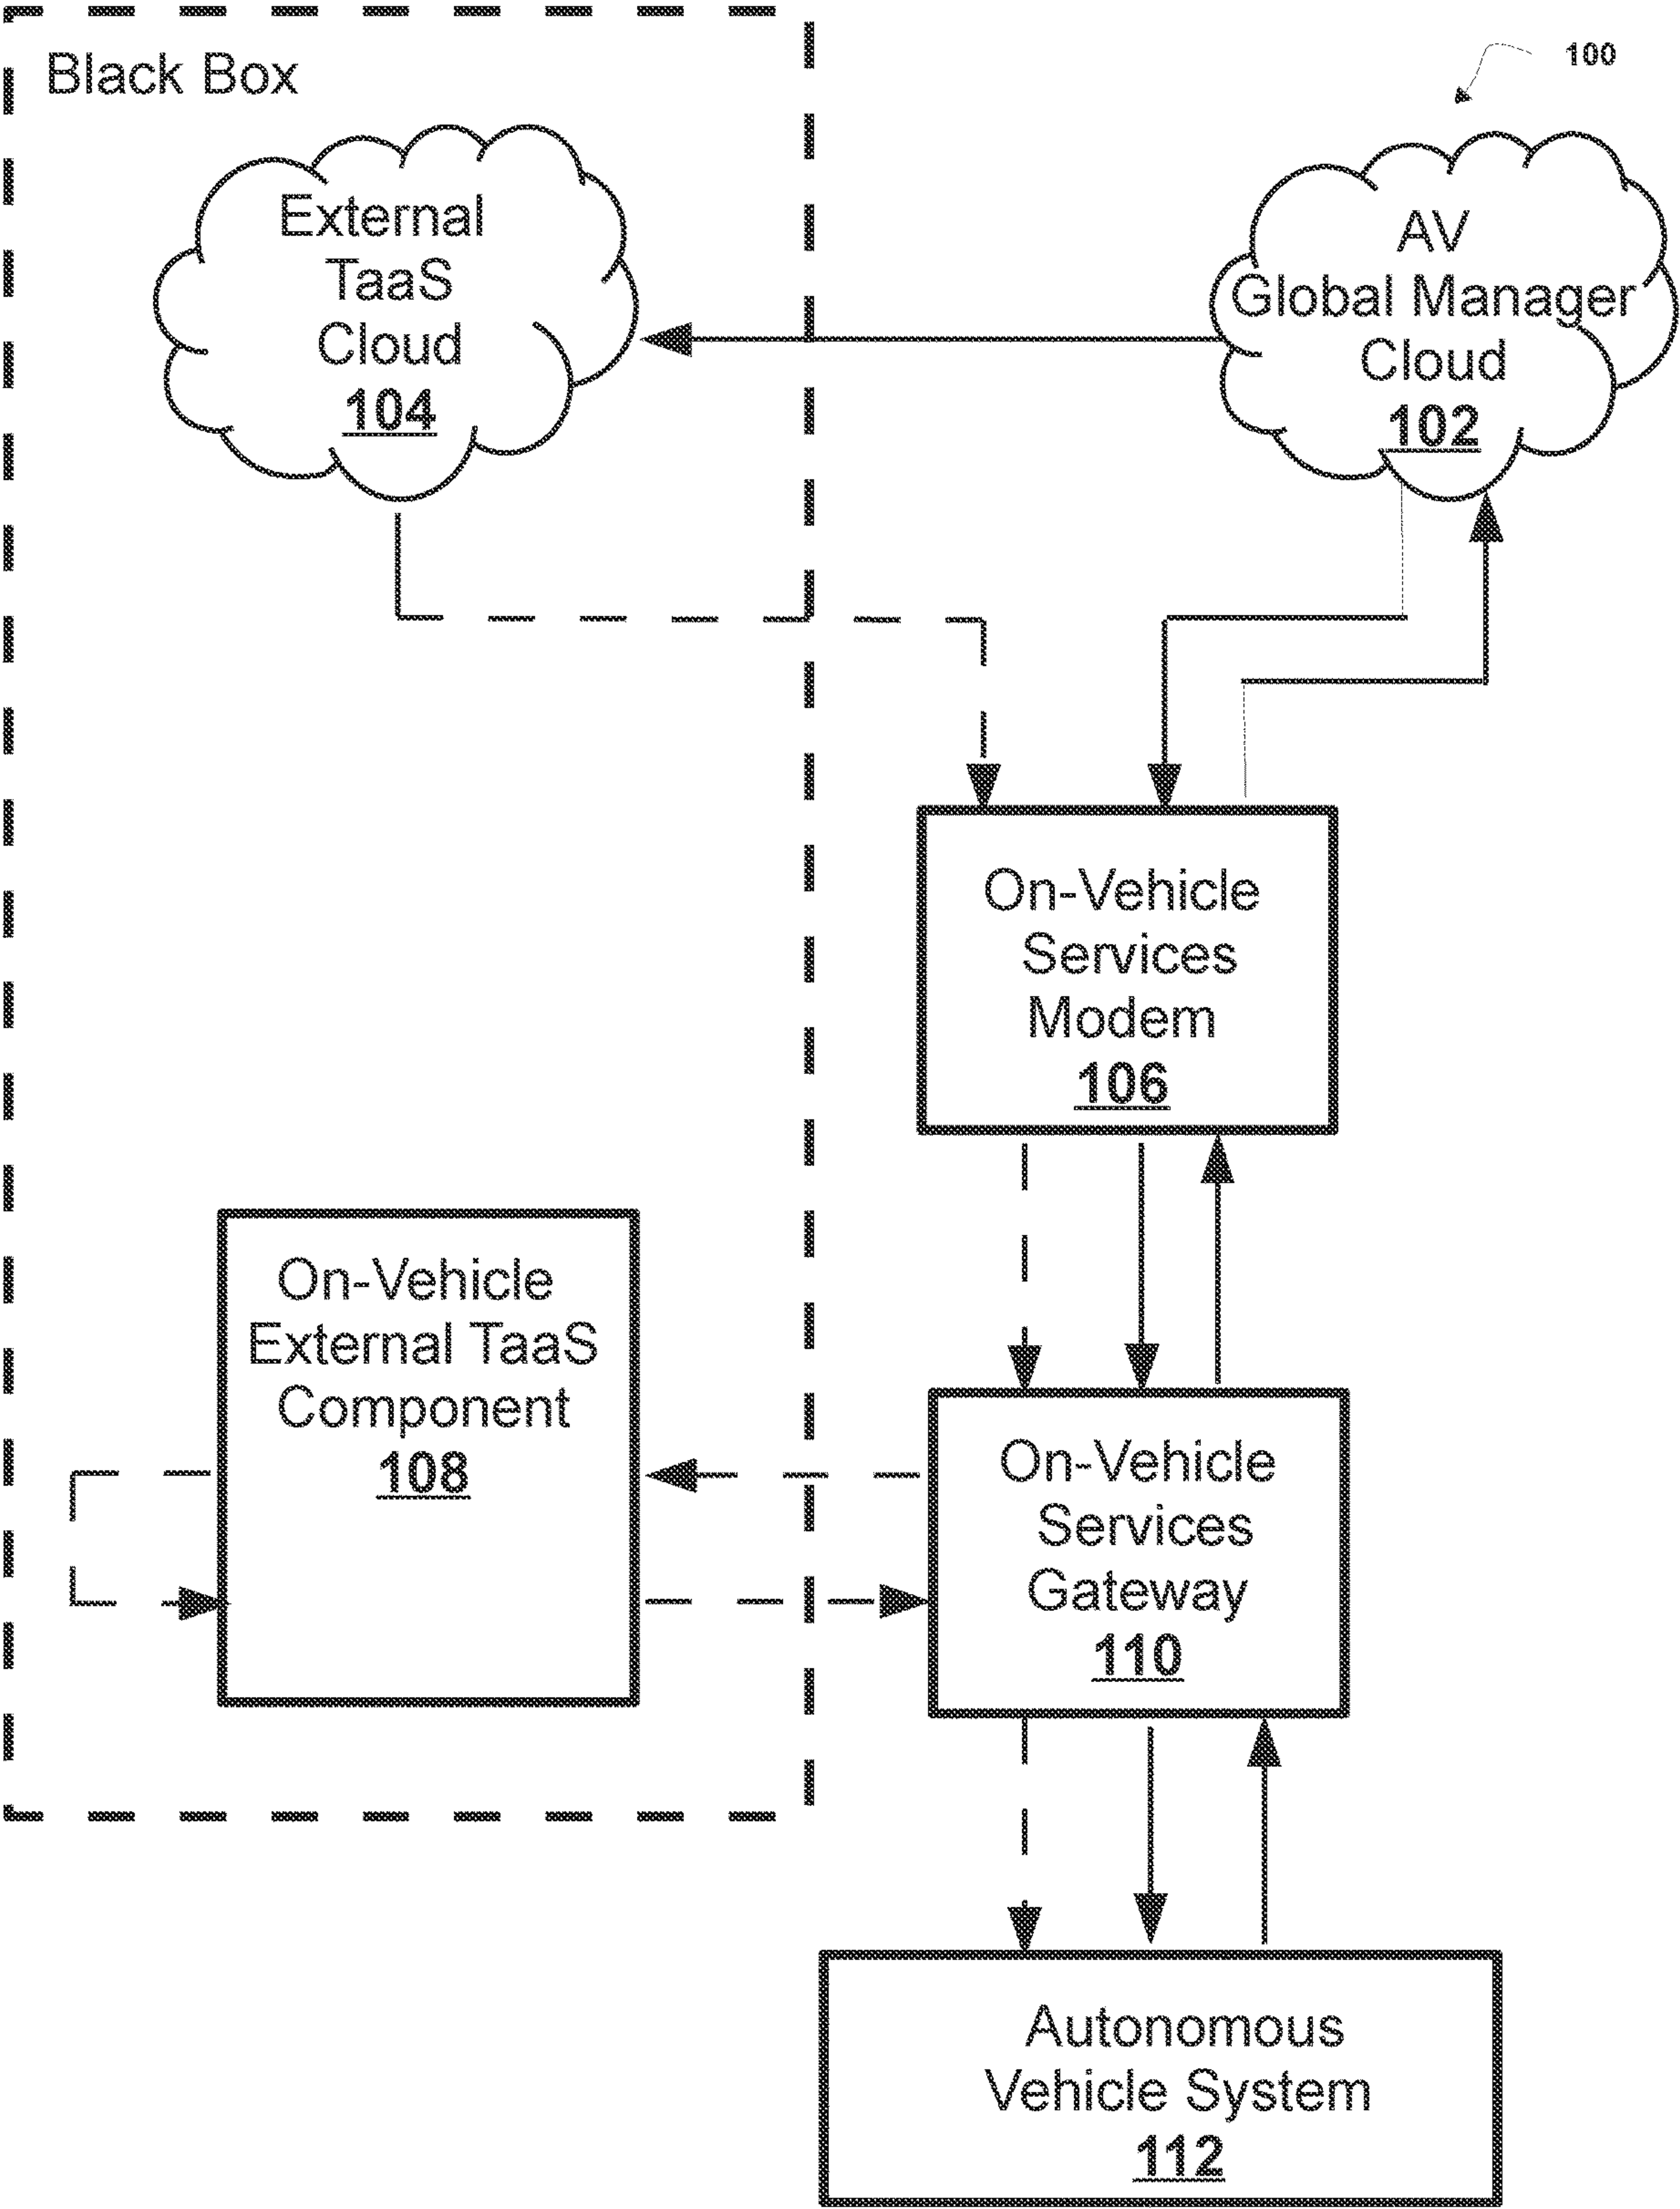 Black Box
100
External
TaaS
Cloud
104
AV
Global Manager
Cloud
102
On-Vehicle
Services
Modem
106
On-Vehicle
External TaaS
Component
108
On-Vehicle
Services
Gateway
110
Autonomous
Vehicle System
112